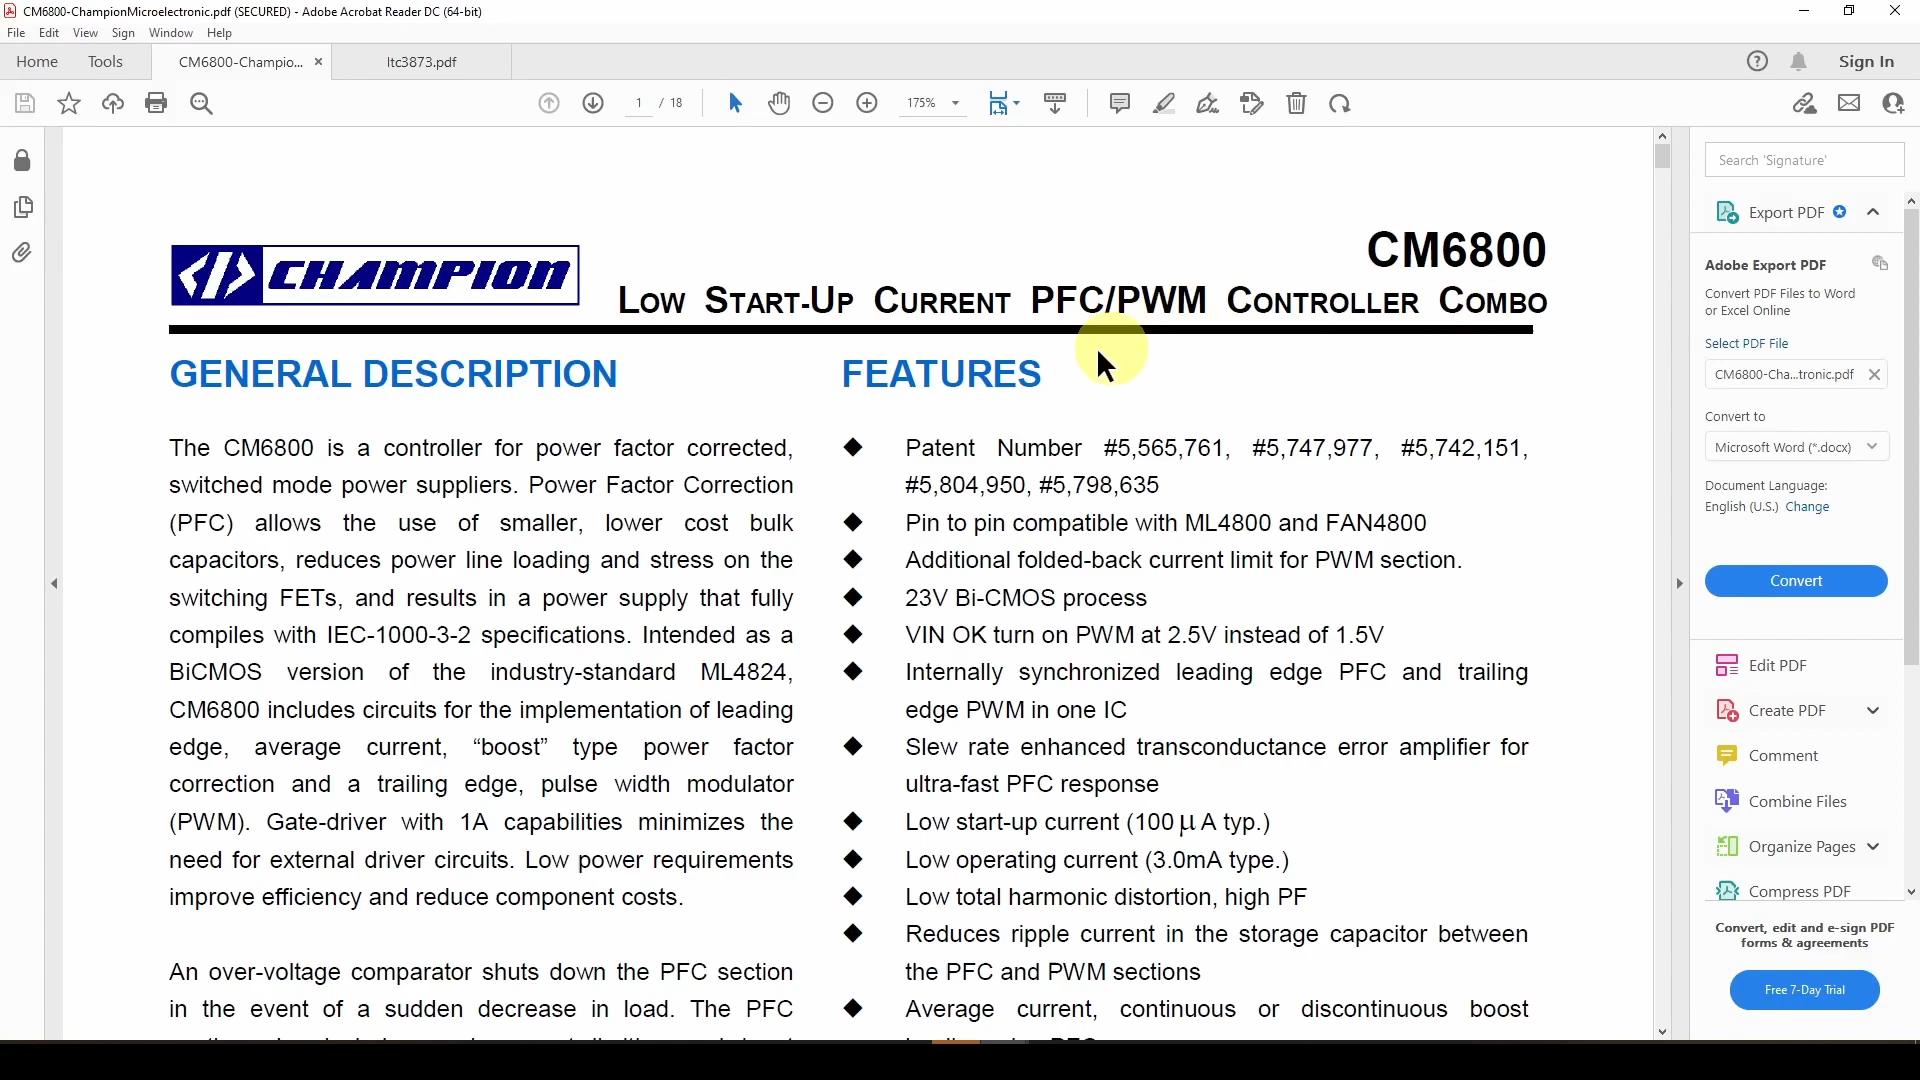 CM6800-ChampionMicroelectronic.pdf (SECURED) - Adobe Acrobat Reader DC (64-bit)
File Edit View Sign Window Help
Home Tools CM6800-Champio... × ltc3873.pdf Sign In
1 / 18 175%
CHAMPION
CM6800
LOW START-UP CURRENT PFC/PWM CONTROLLER COMBO
GENERAL DESCRIPTION
The CM6800 is a controller for power factor corrected,
switched mode power suppliers. Power Factor Correction
(PFC) allows the use of smaller, lower cost bulk
capacitors, reduces power line loading and stress on the
switching FETs, and results in a power supply that fully
compiles with IEC-1000-3-2 specifications. Intended as a
BiCMOS version of the industry-standard ML4824,
CM6800 includes circuits for the implementation of leading
edge, average current, “boost” type power factor
correction and a trailing edge, pulse width modulator
(PWM). Gate-driver with 1A capabilities minimizes the
need for external driver circuits. Low power requirements
improve efficiency and reduce component costs.
An over-voltage comparator shuts down the PFC section
in the event of a sudden decrease in load. The PFC
FEATURES
◆ Patent Number #5,565,761, #5,747,977, #5,742,151,
#5,804,950, #5,798,635
◆ Pin to pin compatible with ML4800 and FAN4800
◆ Additional folded-back current limit for PWM section.
◆ 23V Bi-CMOS process
◆ VIN OK turn on PWM at 2.5V instead of 1.5V
◆ Internally synchronized leading edge PFC and trailing
edge PWM in one IC
◆ Slew rate enhanced transconductance error amplifier for
ultra-fast PFC response
◆ Low start-up current (100μA typ.)
◆ Low operating current (3.0mA type.)
◆ Low total harmonic distortion, high PF
◆ Reduces ripple current in the storage capacitor between
the PFC and PWM sections
◆ Average current, continuous or discontinuous boost
Search 'Signature'
Export PDF
Adobe Export PDF
Convert PDF Files to Word
or Excel Online
Select PDF File
CM6800-Cha...tronic.pdf
Convert to
Microsoft Word (*.docx)
Document Language:
English (U.S.) Change
Convert
Edit PDF
Create PDF
Comment
Combine Files
Organize Pages
Compress PDF
Convert, edit and e-sign PDF
forms & agreements
Free 7-Day Trial